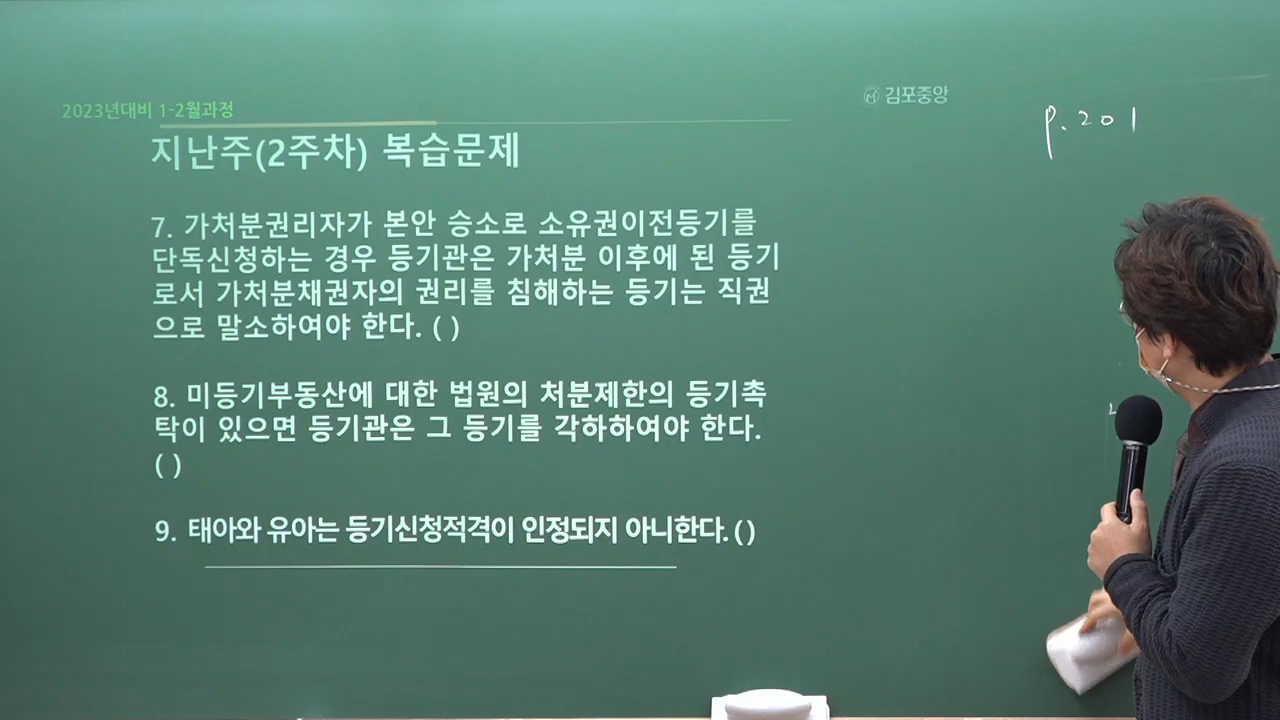 2023년대비 1-2월과정
김포중앙
p.201
지난주(2주차) 복습문제
7. 가처분권리자가 본안 승소로 소유권이전등기를
단독신청하는 경우 등기관은 가처분 이후에 된 등기
로서 가처분채권자의 권리를 침해하는 등기는 직권
으로 말소하여야 한다. ( )
8. 미등기부동산에 대한 법원의 처분제한의 등기촉
탁이 있으면 등기관은 그 등기를 각하하여야 한다.
( )
9. 태아와 유아는 등기신청적격이 인정되지 아니한다. ( )